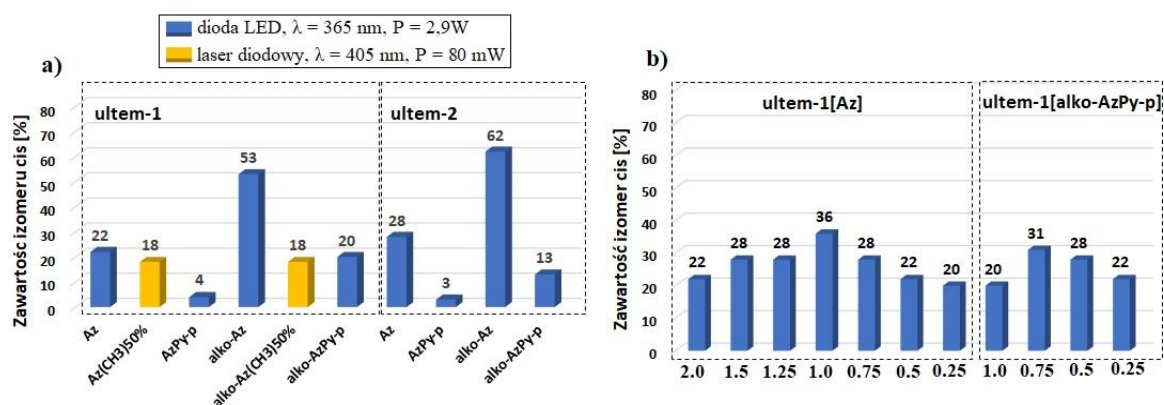 dioda LED, λ = 365 nm, P = 2,9W
laser diodowy, λ = 405 nm, P = 80 mW
a)
ultem-1
ultem-2
Zawartość izomeru cis [%]
80
70
60
50
40
30
20
10
0
22
18
4
53
18
20
28
3
62
13
Az
Az(CH3)50%
AzPy-p
alko-Az
alko-Az(CH3)50%
alko-AzPy-p
Az
AzPy-p
alko-Az
alko-AzPy-p
b)
ultem-1[Az]
ultem-1[alko-AzPy-p]
Zawartość izomer cis [%]
80
70
60
50
40
30
20
10
0
22
28
28
36
28
22
20
20
31
28
22
2.0 1.5 1.25 1.0 0.75 0.5 0.25 1.0 0.75 0.5 0.25